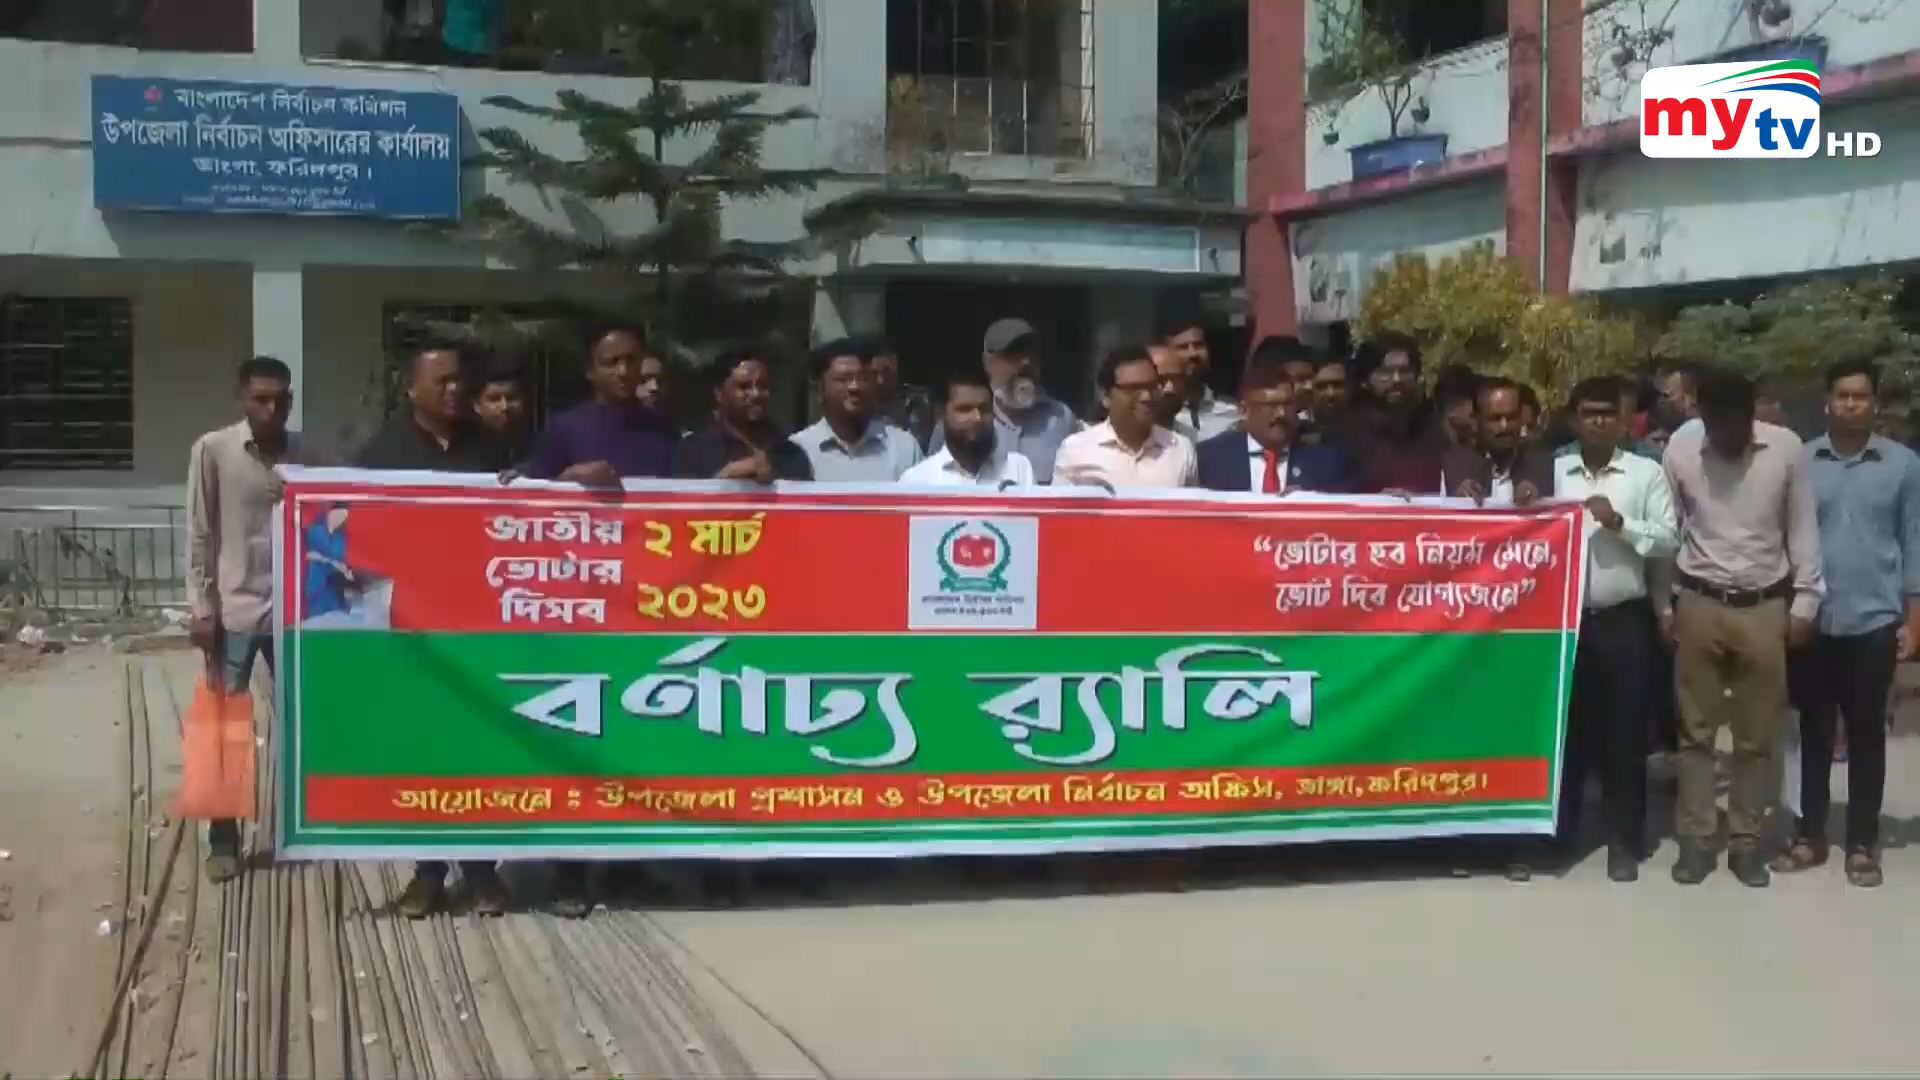 বাংলাদেশ নির্বাচন কমিশন
উপজেলা নির্বাচন অফিসারের কার্যালয়
ভাংগা, ফরিদপুর।
mytv HD
জাতীয়
ভোটার
দিসব
২ মার্চ
২০২৩
“ভোটার হব নিয়ম মেনে,
ভোট দিব যোগ্যজনে”
বর্ণাঢ্য র‍্যালি
আয়োজনে : উপজেলা প্রশাসন ও উপজেলা নির্বাচন অফিস, ভাঙ্গা, ফরিদপুর।